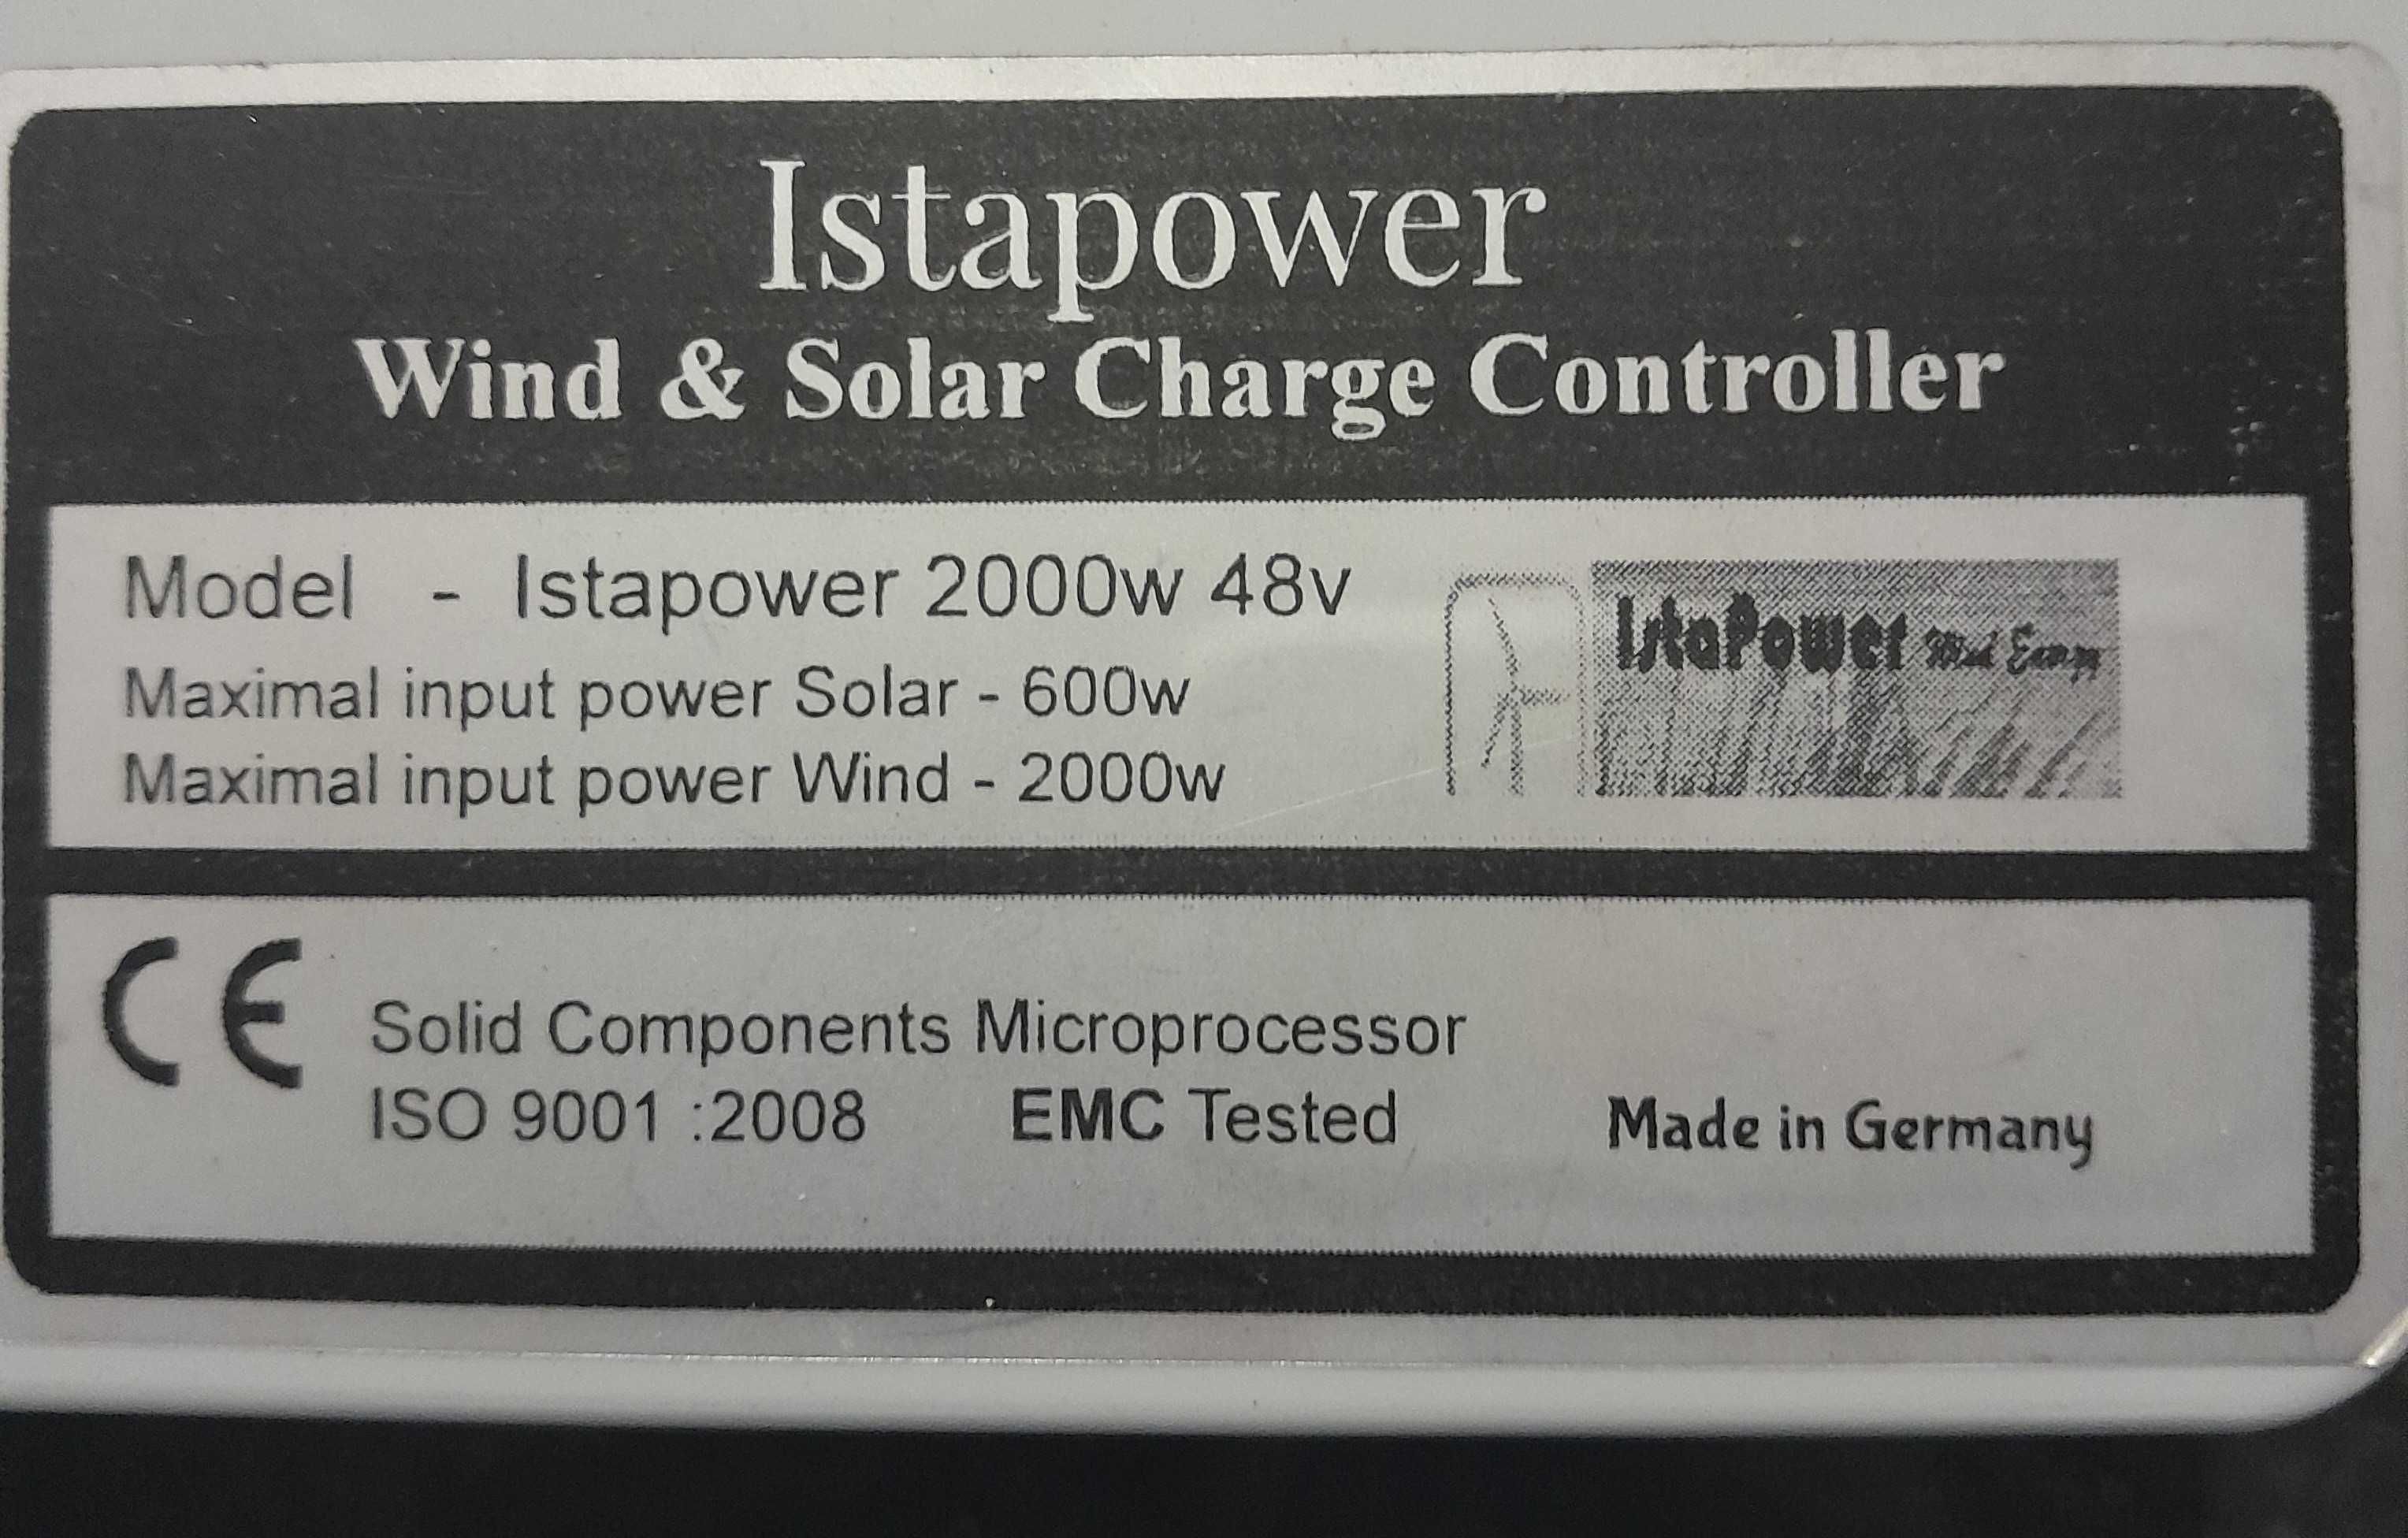 Istapower
Wind & Solar Charge Controller
Model - Istapower 2000w 48v
Maximal input power Solar - 600w
Maximal input power Wind - 2000w
IstaPower
CE Solid Components Microprocessor
ISO 9001 :2008 EMC Tested
Made in Germany